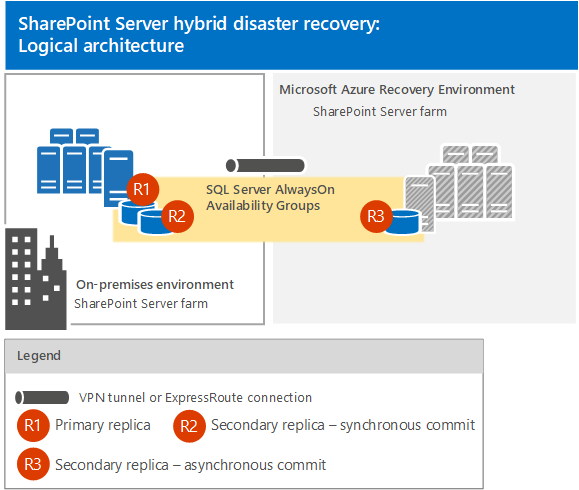 SharePoint Server hybrid disaster recovery:
Logical architecture
Microsoft Azure Recovery Environment
SharePoint Server farm
R1
SQL Server AlwaysOn
Availability Groups
R2
R3
On-premises environment
SharePoint Server farm
Legend
VPN tunnel or ExpressRoute connection
R1 Primary replica
R2 Secondary replica – synchronous commit
R3 Secondary replica – asynchronous commit